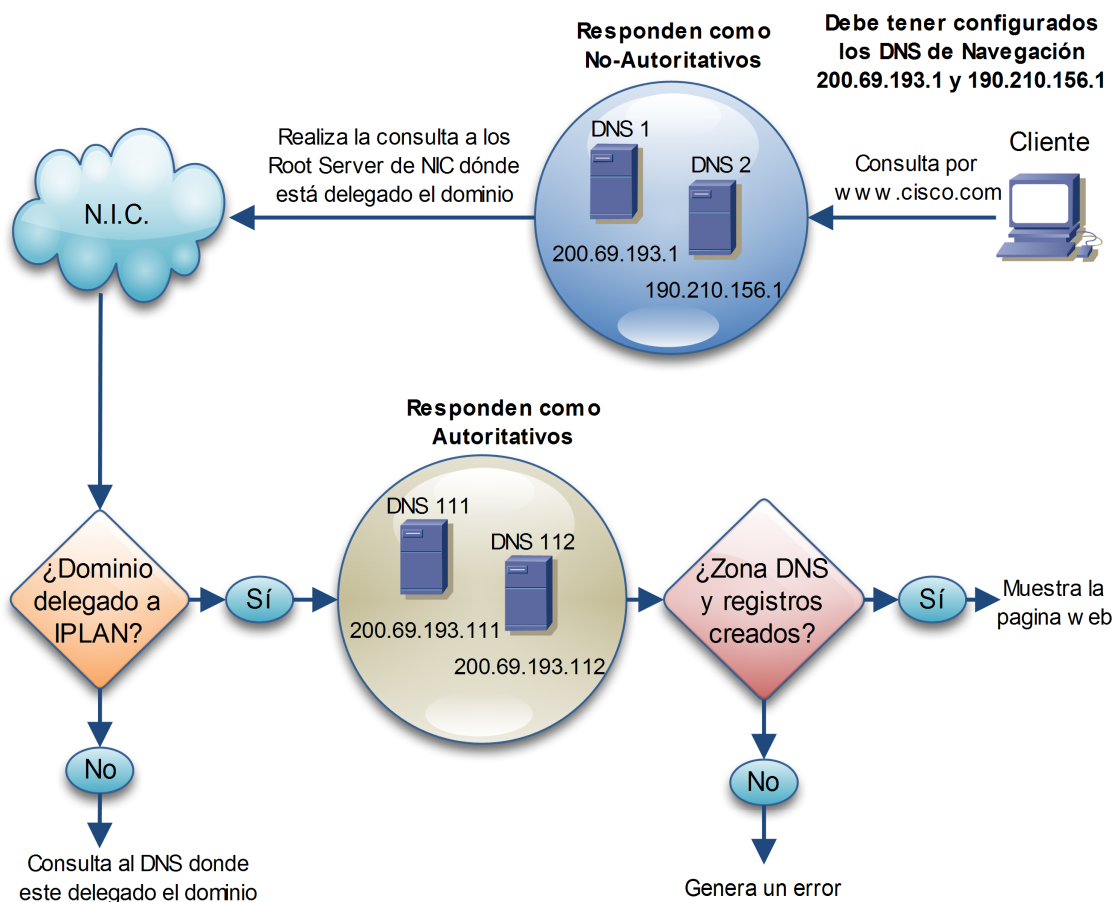 Responden como
No-Autoritativos
Debe tener configurados
los DNS de Navegación
200.69.193.1 y 190.210.156.1
Cliente
Consulta por
www.cisco.com
DNS 1
DNS 2
200.69.193.1
190.210.156.1
Realiza la consulta a los
Root Server de NIC dónde
está delegado el dominio
N.I.C.
¿Dominio
delegado a
IPLAN?
Sí
No
Consulta al DNS donde
este delegado el dominio
Responden como
Autoritativos
DNS 111
DNS 112
200.69.193.111
200.69.193.112
¿Zona DNS
y registros
creados?
Sí
Muestra la
pagina web
No
Genera un error